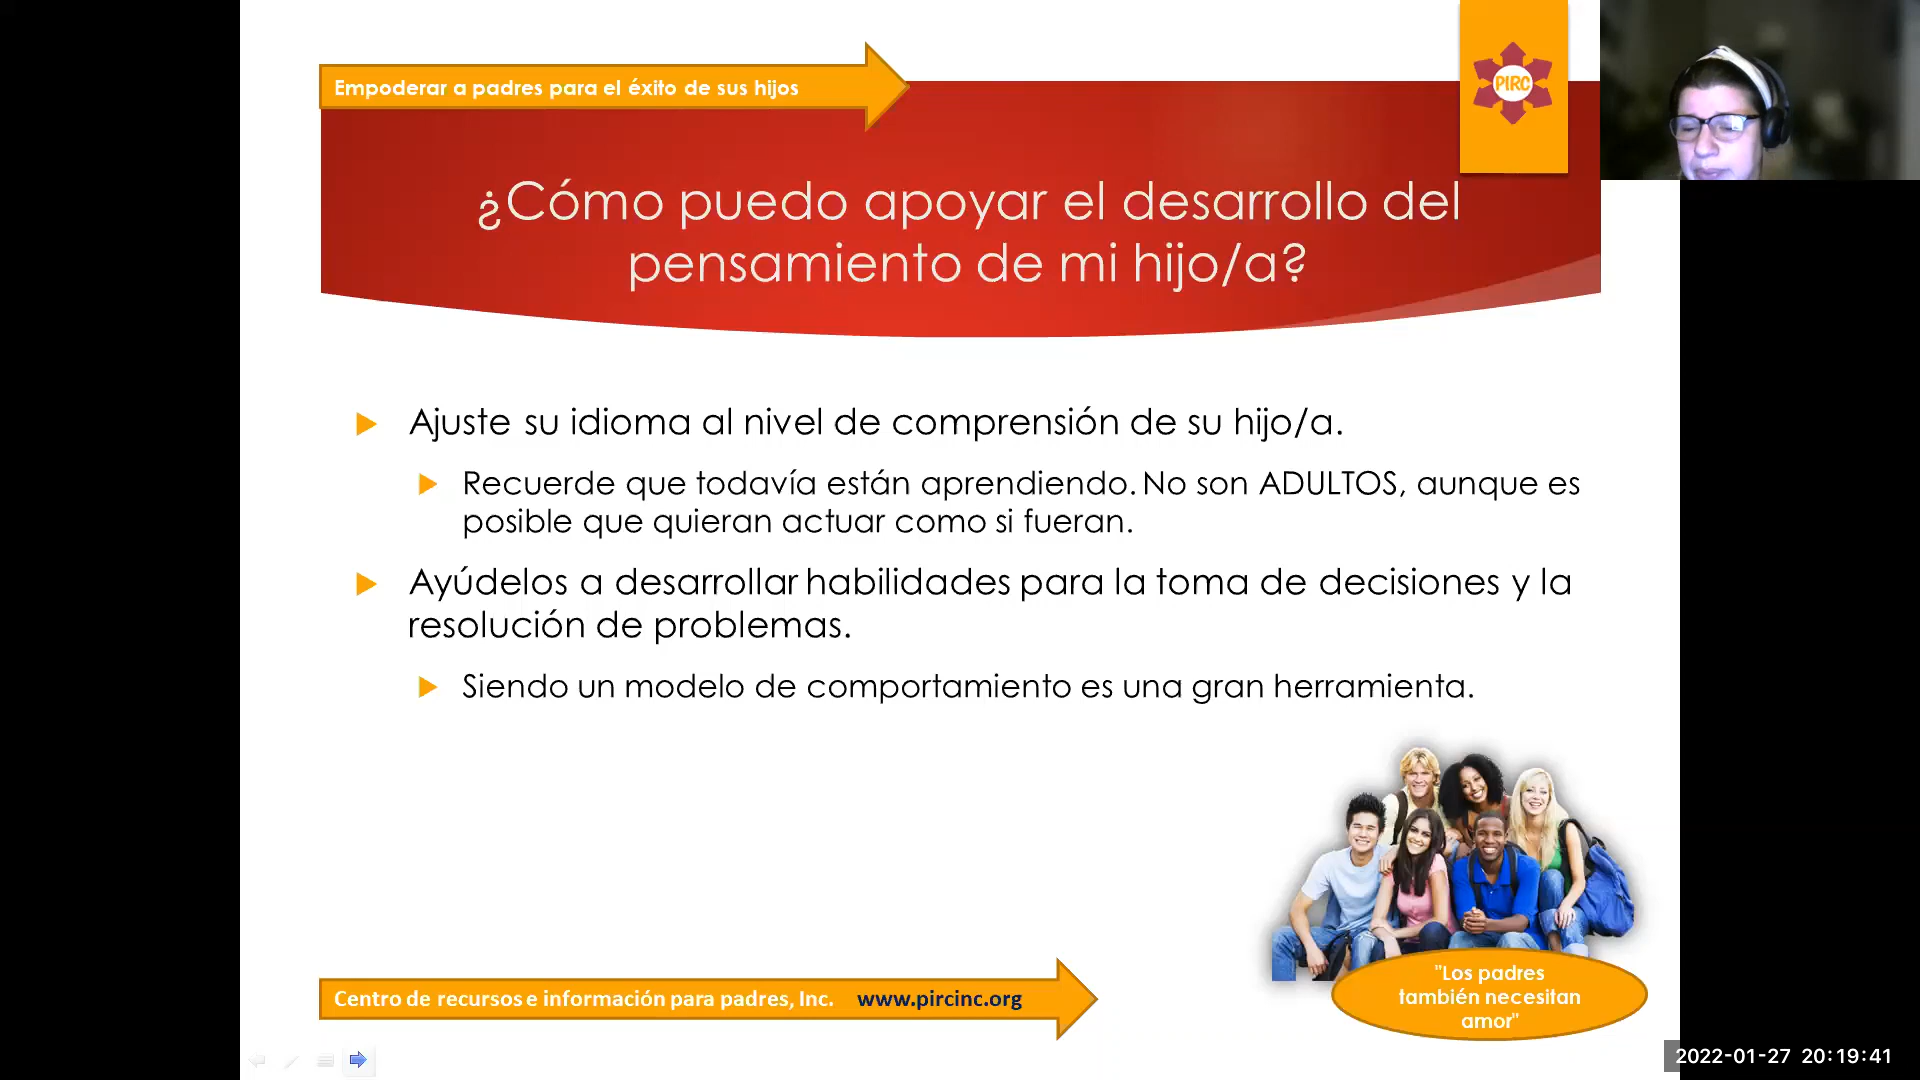 Empoderar a padres para el éxito de sus hijos
PIRC
¿Cómo puedo apoyar el desarrollo del
pensamiento de mi hijo/a?
Ajuste su idioma al nivel de comprensión de su hijo/a.
Recuerde que todavía están aprendiendo. No son ADULTOS, aunque es
posible que quieran actuar como si fueran.
Ayúdelos a desarrollar habilidades para la toma de decisiones y la
resolución de problemas.
Siendo un modelo de comportamiento es una gran herramienta.
Centro de recursos e información para padres, Inc. www.pircinc.org
"Los padres
también necesitan
amor"
2022-01-27 20:19:41